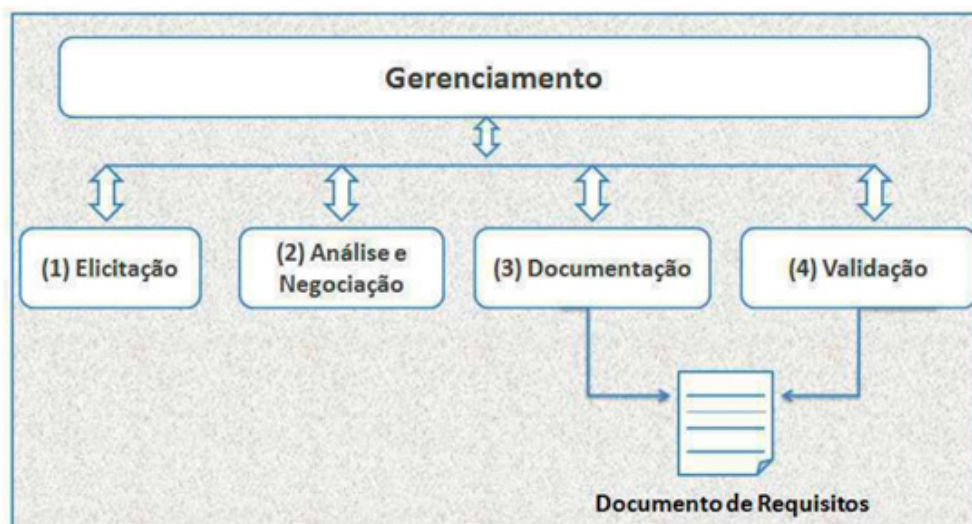 Gerenciamento
(1) Elicitação
(2) Análise e
Negociação
(3) Documentação
(4) Validação
Documento de Requisitos